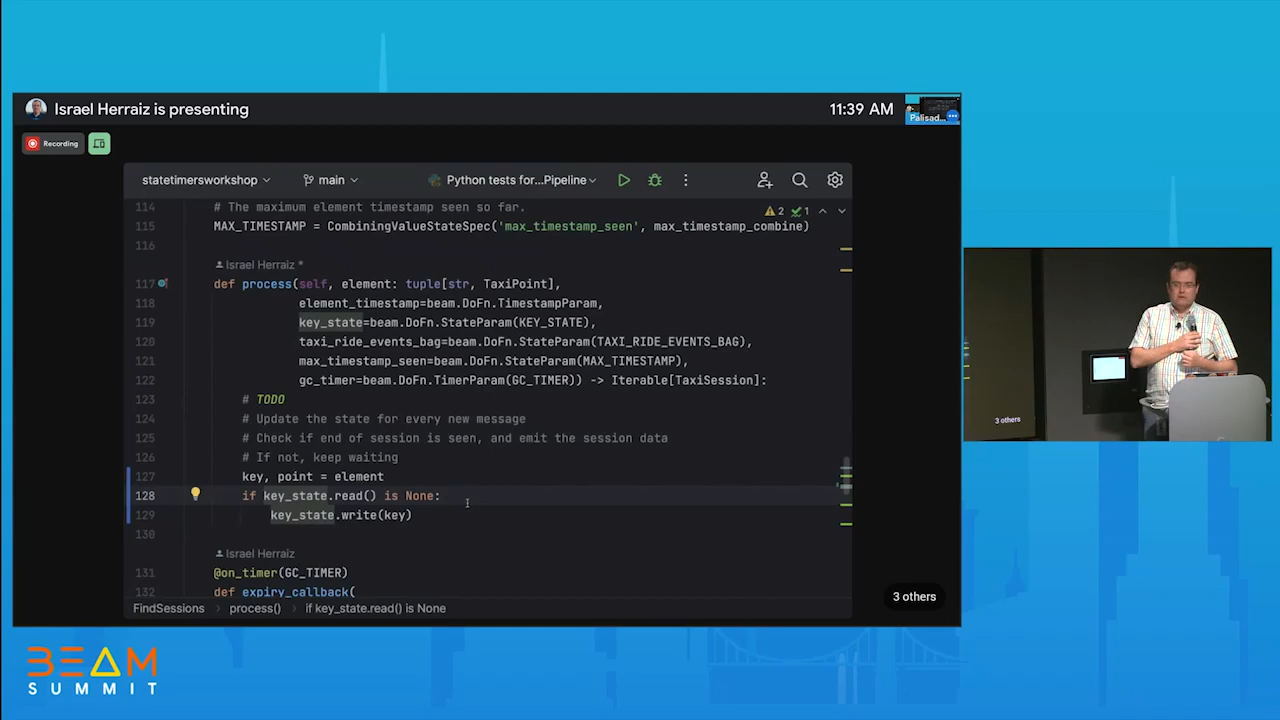 Israel Herraiz is presenting
11:39 AM
Palisad...
Recording
statetimersworkshop
main
Python tests for...Pipeline
114 # The maximum element timestamp seen so far.
2 1
115 MAX_TIMESTAMP = CombiningValueStateSpec('max_timestamp_seen', max_timestamp_combine)
116
Israel Herraiz *
117 def process(self, element: tuple[str, TaxiPoint],
118 element_timestamp=beam.DoFn.TimestampParam,
119 key_state=beam.DoFn.StateParam(KEY_STATE),
120 taxi_ride_events_bag=beam.DoFn.StateParam(TAXI_RIDE_EVENTS_BAG),
121 max_timestamp_seen=beam.DoFn.StateParam(MAX_TIMESTAMP),
122 gc_timer=beam.DoFn.TimerParam(GC_TIMER)) -> Iterable[TaxiSession]:
123 # TODO
124 # Update the state for every new message
125 # Check if end of session is seen, and emit the session data
126 # If not, keep waiting
127 key, point = element
128 if key_state.read() is None:
129 key_state.write(key)
130
Israel Herraiz
131 @on_timer(GC_TIMER)
132 def expiry_callback(
FindSessions > process() > if key_state.read() is None
3 others
3 others
BEAM
SUMMIT